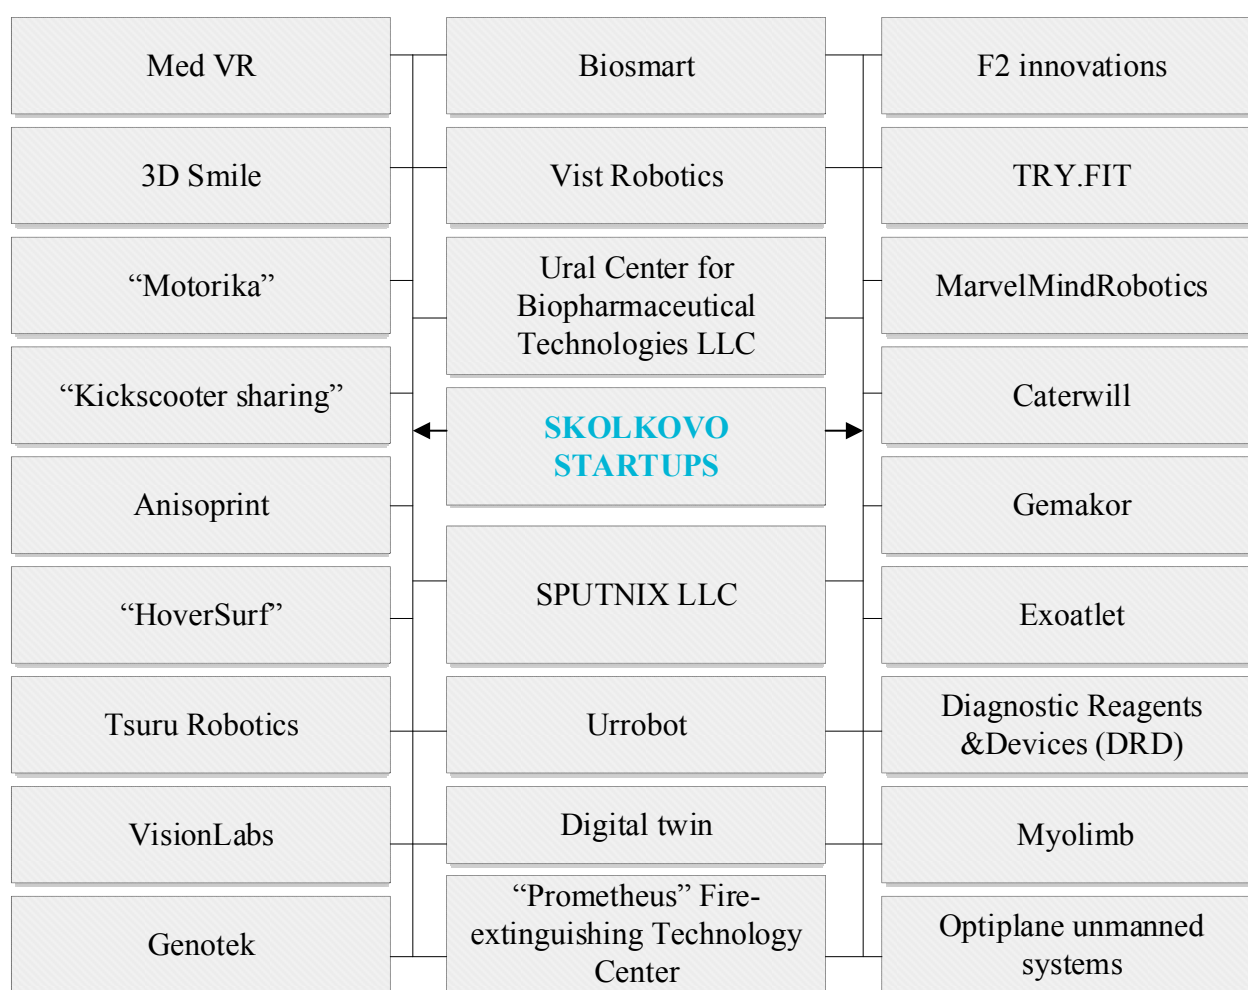 Med VR
Biosmart
F2 innovations
3D Smile
Vist Robotics
TRY.FIT
“Motorika”
Ural Center for
Biopharmaceutical
Technologies LLC
MarvelMindRobotics
“Kickscooter sharing”
SKOLKOVO
STARTUPS
Caterwill
Anisoprint
SPUTNIX LLC
Gemakor
“HoverSurf”
Exoatlet
Tsuru Robotics
Urrobot
Diagnostic Reagents
&Devices (DRD)
VisionLabs
Digital twin
Myolimb
Genotek
“Prometheus” Fire-
extinguishing Technology
Center
Optiplane unmanned
systems